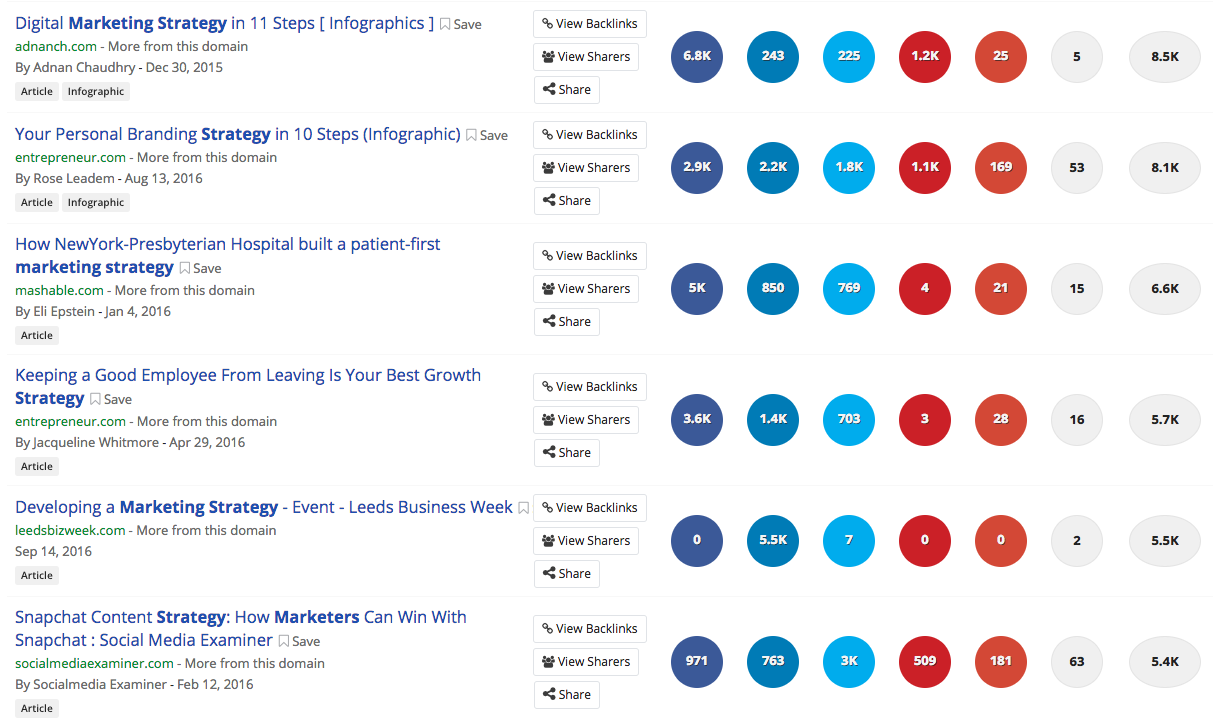 Digital Marketing Strategy in 11 Steps [ Infographics ] Save
adnanch.com - More from this domain
By Adnan Chaudhry - Dec 30, 2015
Article Infographic
View Backlinks
View Sharers
Share
6.8K 243 225 1.2K 25 5 8.5K
Your Personal Branding Strategy in 10 Steps (Infographic) Save
entrepreneur.com - More from this domain
By Rose Leadem - Aug 13, 2016
Article Infographic
View Backlinks
View Sharers
Share
2.9K 2.2K 1.8K 1.1K 169 53 8.1K
How NewYork-Presbyterian Hospital built a patient-first
marketing strategy Save
mashable.com - More from this domain
By Eli Epstein - Jan 4, 2016
Article
View Backlinks
View Sharers
Share
5K 850 769 4 21 15 6.6K
Keeping a Good Employee From Leaving Is Your Best Growth
Strategy Save
entrepreneur.com - More from this domain
By Jacqueline Whitmore - Apr 29, 2016
Article
View Backlinks
View Sharers
Share
3.6K 1.4K 703 3 28 16 5.7K
Developing a Marketing Strategy - Event - Leeds Business Week
leedsbizweek.com - More from this domain
Sep 14, 2016
Article
View Backlinks
View Sharers
Share
0 5.5K 7 0 0 2 5.5K
Snapchat Content Strategy: How Marketers Can Win With
Snapchat : Social Media Examiner Save
socialmediaexaminer.com - More from this domain
By Socialmedia Examiner - Feb 12, 2016
Article
View Backlinks
View Sharers
Share
971 763 3K 509 181 63 5.4K